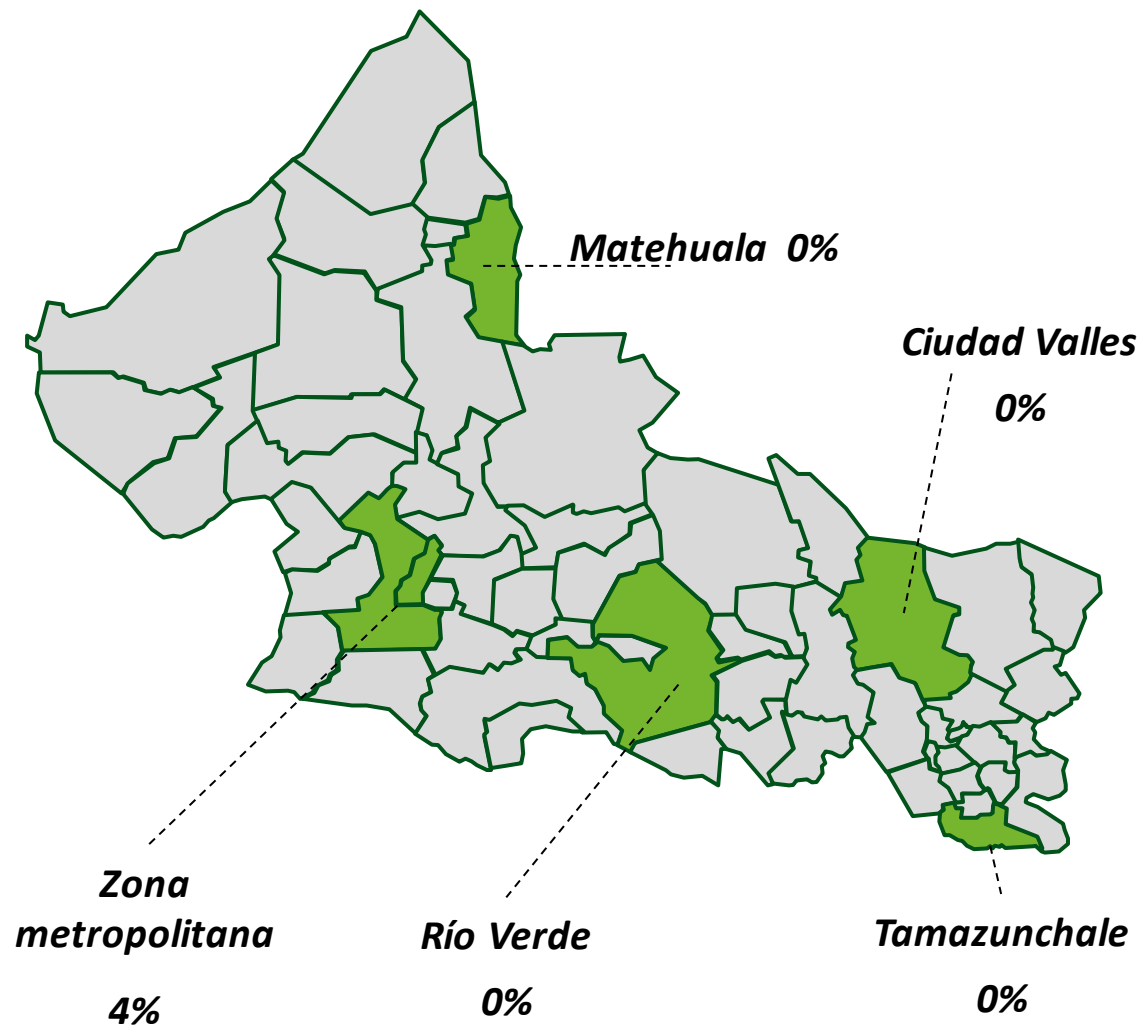 Matehuala 0%
Ciudad Valles
0%
Zona
metropolitana
4%
Río Verde
0%
Tamazunchale
0%